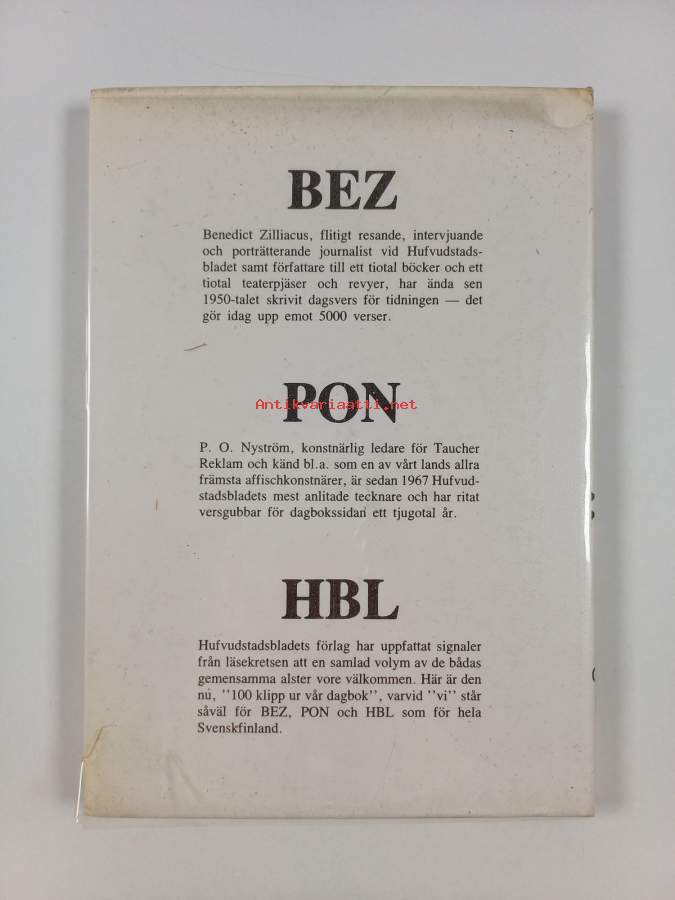 BEZ
Benedict Zilliacus, flitigt resande, intervjuande
och porträtterande journalist vid Hufvudstads-
bladet samt författare till ett tiotal böcker och ett
tiotal teaterpjäser och revyer, har ända sen
1950-talet skrivit dagsvers för tidningen — det
gör idag upp emot 5000 verser.
PON
Antikvariaatti.net
P. O. Nyström, konstnärlig ledare för Taucher
Reklam och känd bl.a. som en av vårt lands allra
främsta affischkonstnärer, är sedan 1967 Hufvud-
stadsbladets mest anlitade tecknare och har ritat
versgubbar för dagbokssidan ett tjugotal år.
HBL
Hufvudstadsbladets förlag har uppfattat signaler
från läsekretsen att en samlad volym av de bådas
gemensamma alster vore välkommen. Här är den
nu, "100 klipp ur vår dagbok", varvid "vi" står
såväl för BEZ, PON och HBL som för hela
Svenskfinland.